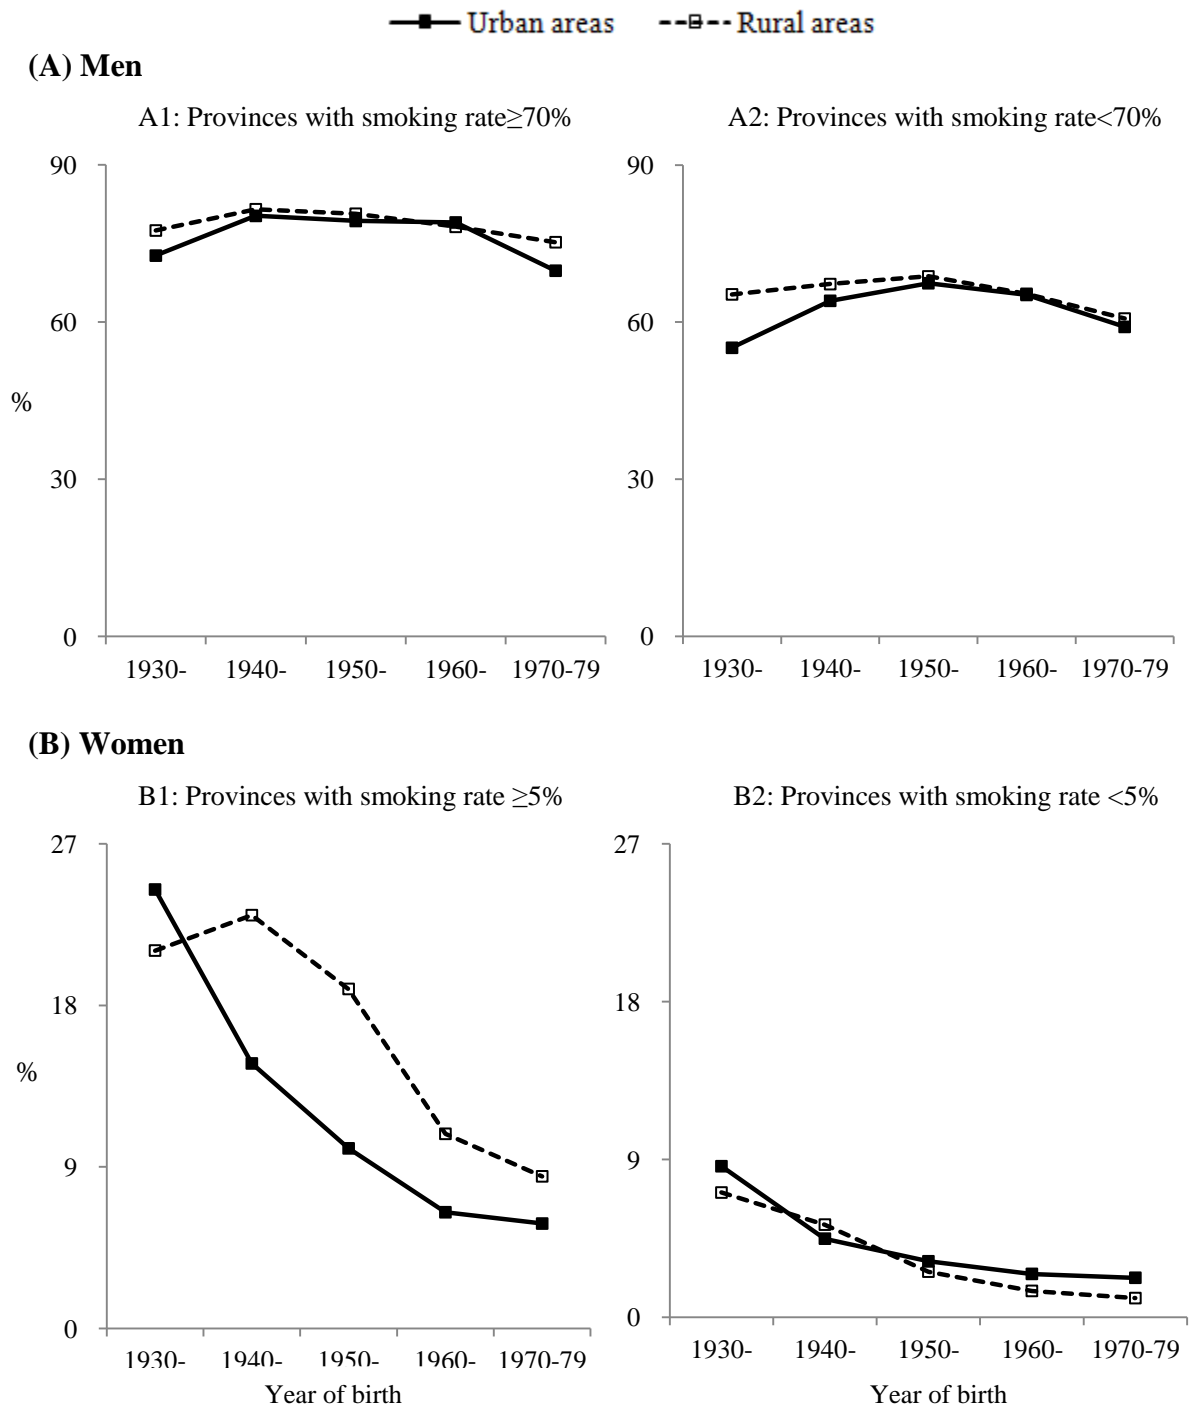 Urban areas Rural areas
(A) Men
A1: Provinces with smoking rate≥70% A2: Provinces with smoking rate<70%
90 90
60 60
%
30 30
0 0
1930- 1940- 1950- 1960- 1970-79 1930- 1940- 1950- 1960- 1970-79
(B) Women
B1: Provinces with smoking rate ≥5% B2: Provinces with smoking rate <5%
27 27
18 18
%
9 9
0 0
1930- 1940- 1950- 1960- 1970-79 1930- 1940- 1950- 1960- 1970-79
Year of birth Year of birth